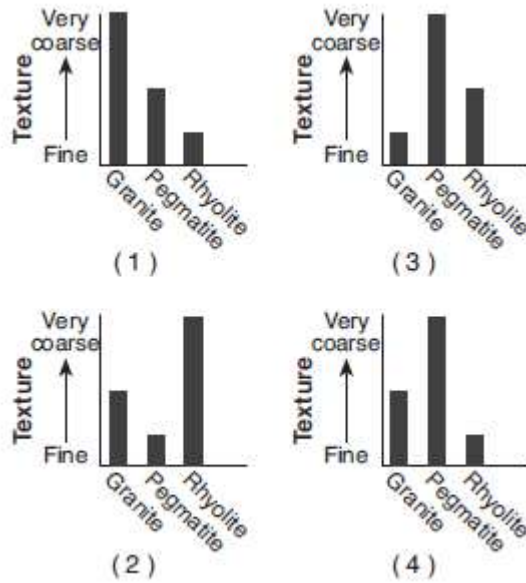 Very
coarse
Texture
Fine
Granite
Pegmatite
Rhyolite
( 1 )
Very
coarse
Texture
Fine
Granite
Pegmatite
Rhyolite
( 3 )
Very
coarse
Texture
Fine
Granite
Pegmatite
Rhyolite
( 2 )
Very
coarse
Texture
Fine
Granite
Pegmatite
Rhyolite
( 4 )